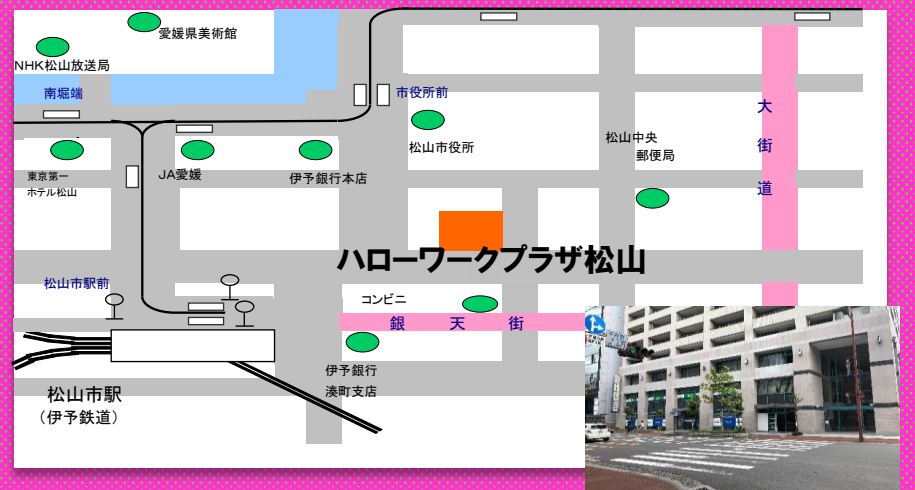 愛媛県美術館
NHK松山放送局
南堀端
市役所前
大街道
松山市役所
松山中央
郵便局
東京第一
ホテル松山
JA愛媛
伊予銀行本店
ハローワークプラザ松山
松山市駅前
コンビニ
銀天街
伊予銀行
湊町支店
松山市駅
（伊予鉄道）